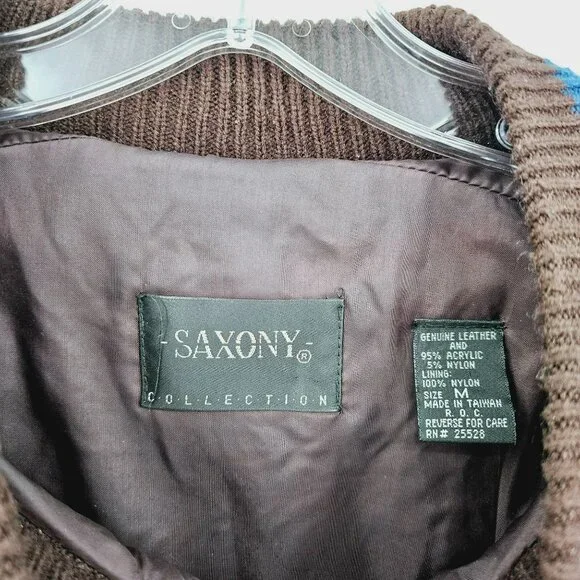 -SAXONY-®
C·O·L·L·E·C·T·I·O·N
GENUINE LEATHER
AND
95% ACRYLIC
5% NYLON
LINING:
100% NYLON
SIZE M
MADE IN TAIWAN
R. O. C.
REVERSE FOR CARE
RN# 25528